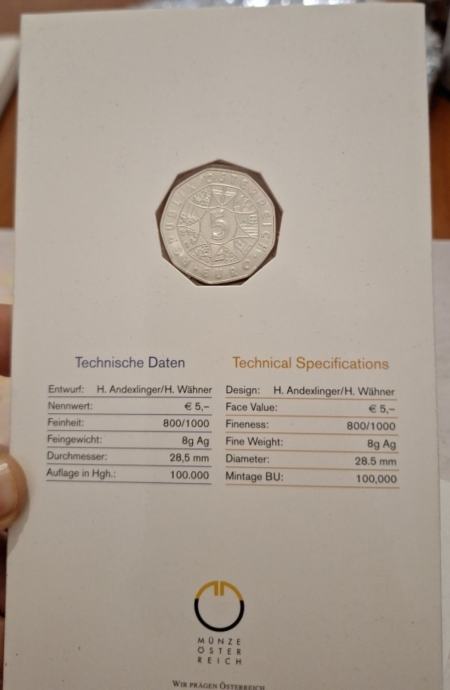 REPUBLIK ÖSTERREICH
5
EURO
Technische Daten
Entwurf: H. Andexlinger/H. Wähner
Nennwert: € 5,–
Feinheit: 800/1000
Feingewicht: 8g Ag
Durchmesser: 28,5 mm
Auflage in Hgh.: 100.000
Technical Specifications
Design: H. Andexlinger/H. Wähner
Face Value: € 5,–
Fineness: 800/1000
Fine Weight: 8g Ag
Diameter: 28.5 mm
Mintage BU: 100,000
MÜNZE
ÖSTER
REICH
WIR PRÄGEN ÖSTERREICH